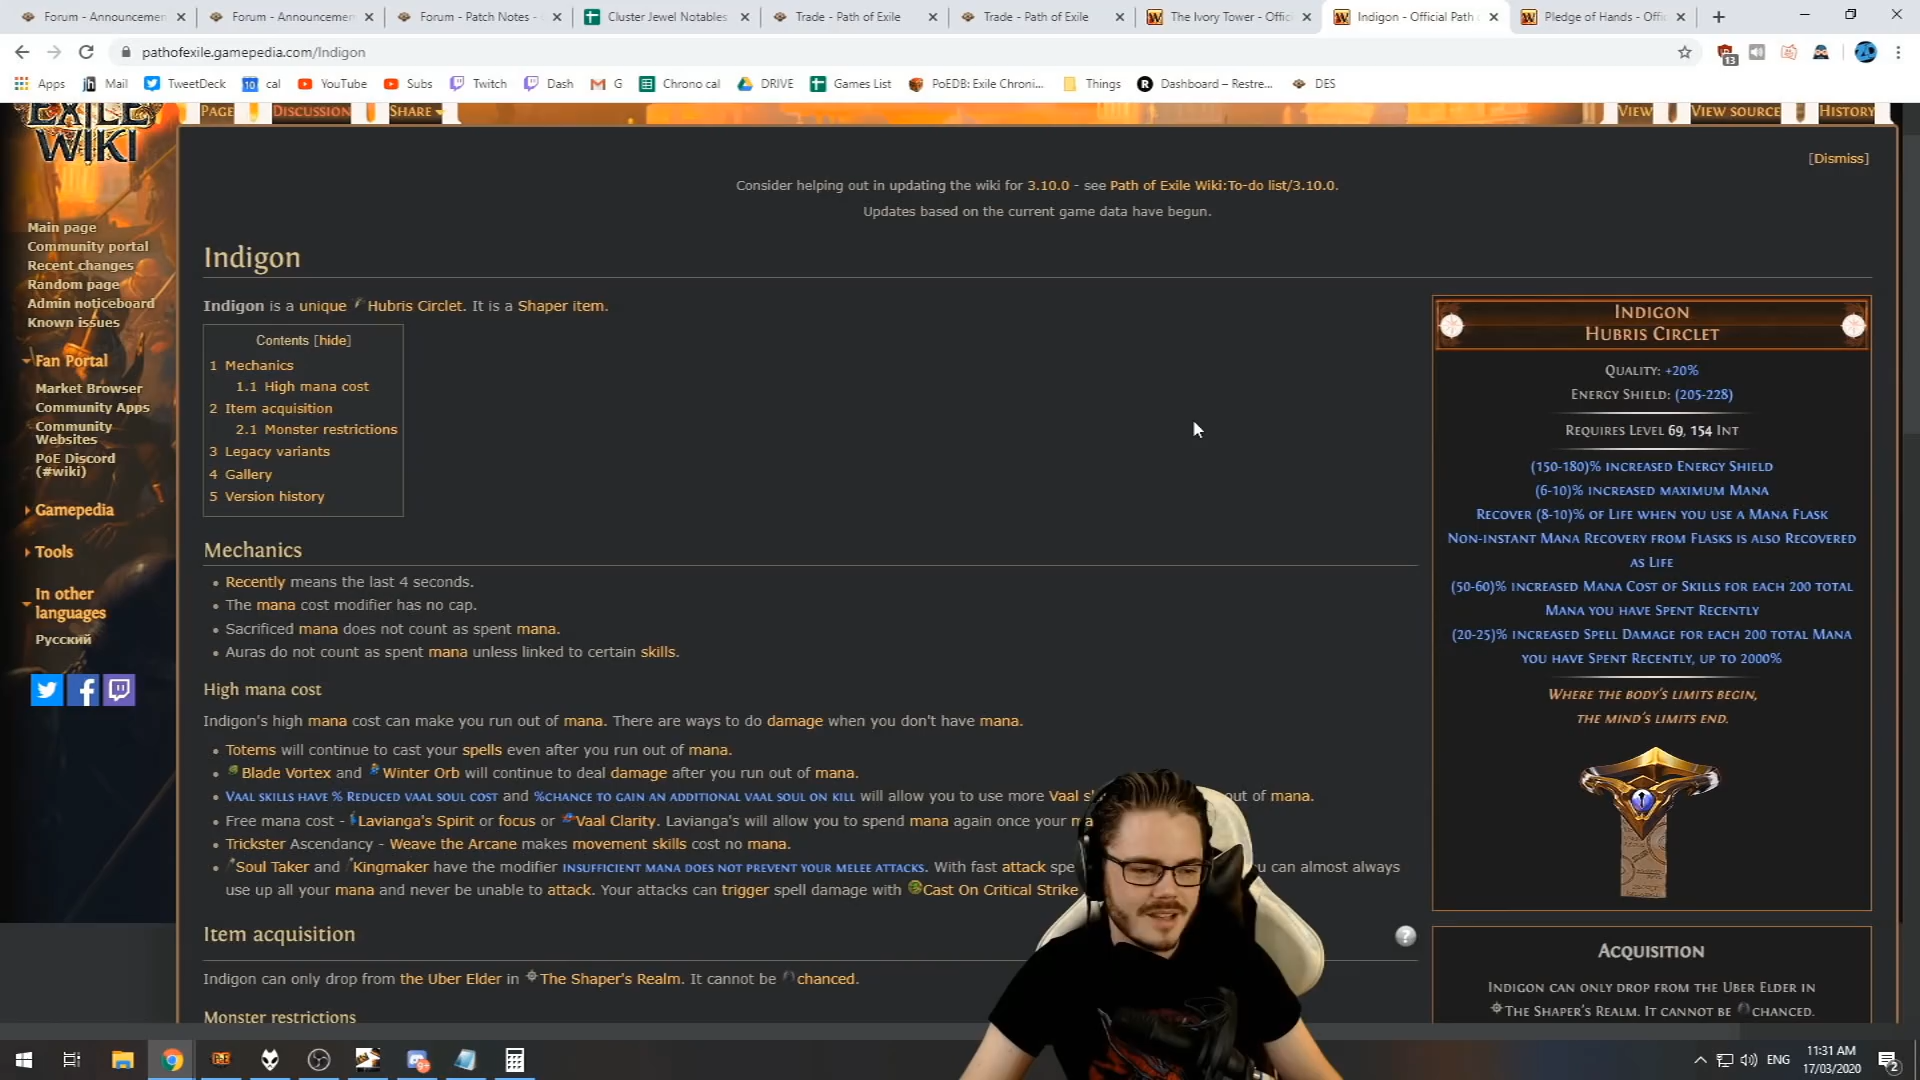 Forum - Announcemen
Forum - Announcemen
Forum - Patch Notes -
Cluster Jewel Notables
Trade - Path of Exile
Trade - Path of Exile
The Ivory Tower - Offic
Indigon - Official Path
Pledge of Hands - Offi
pathofexile.gamepedia.com/Indigon
13
Apps Mail TweetDeck 10 cal YouTube Subs Twitch Dash G Chrono cal DRIVE Games List PoEDB: Exile Chroni... Things Dashboard – Restre... DES
EXILE
WIKI
PAGE DISCUSSION SHARE VIEW VIEW SOURCE HISTORY
[Dismiss]
Consider helping out in updating the wiki for 3.10.0 - see Path of Exile Wiki:To-do list/3.10.0.
Updates based on the current game data have begun.
Main page
Community portal
Recent changes
Random page
Admin noticeboard
Known issues
Fan Portal
Market Browser
Community Apps
Community
Websites
PoE Discord
(#wiki)
Gamepedia
Tools
In other
languages
Русский
Indigon
Indigon is a unique Hubris Circlet. It is a Shaper item.
Contents [hide]
1 Mechanics
1.1 High mana cost
2 Item acquisition
2.1 Monster restrictions
3 Legacy variants
4 Gallery
5 Version history
Mechanics
Recently means the last 4 seconds.
The mana cost modifier has no cap.
Sacrificed mana does not count as spent mana.
Auras do not count as spent mana unless linked to certain skills.
High mana cost
Indigon's high mana cost can make you run out of mana. There are ways to do damage when you don't have mana.
Totems will continue to cast your spells even after you run out of mana.
Blade Vortex and Winter Orb will continue to deal damage after you run out of mana.
VAAL SKILLS HAVE % REDUCED VAAL SOUL COST and %CHANCE TO GAIN AN ADDITIONAL VAAL SOUL ON KILL will allow you to use more Vaal s out of mana.
Free mana cost - Lavianga's Spirit or focus or Vaal Clarity. Lavianga's will allow you to spend mana again once your
Trickster Ascendancy - Weave the Arcane makes movement skills cost no mana.
Soul Taker and Kingmaker have the modifier INSUFFICIENT MANA DOES NOT PREVENT YOUR MELEE ATTACKS. With fast attack spe u can almost always
use up all your mana and never be unable to attack. Your attacks can trigger spell damage with Cast On Critical Strike
Item acquisition
Indigon can only drop from the Uber Elder in The Shaper's Realm. It cannot be chanced.
Monster restrictions
INDIGON
HUBRIS CIRCLET
QUALITY: +20%
ENERGY SHIELD: (205-228)
REQUIRES LEVEL 69, 154 INT
(150-180)% INCREASED ENERGY SHIELD
(6-10)% INCREASED MAXIMUM MANA
RECOVER (8-10)% OF LIFE WHEN YOU USE A MANA FLASK
NON-INSTANT MANA RECOVERY FROM FLASKS IS ALSO RECOVERED
AS LIFE
(50-60)% INCREASED MANA COST OF SKILLS FOR EACH 200 TOTAL
MANA YOU HAVE SPENT RECENTLY
(20-25)% INCREASED SPELL DAMAGE FOR EACH 200 TOTAL MANA
YOU HAVE SPENT RECENTLY, UP TO 2000%
WHERE THE BODY'S LIMITS BEGIN,
THE MIND'S LIMITS END.
ACQUISITION
INDIGON CAN ONLY DROP FROM THE UBER ELDER IN
THE SHAPER'S REALM. IT CANNOT BE CHANCED.
ENG
11:31 AM
17/03/2020
2